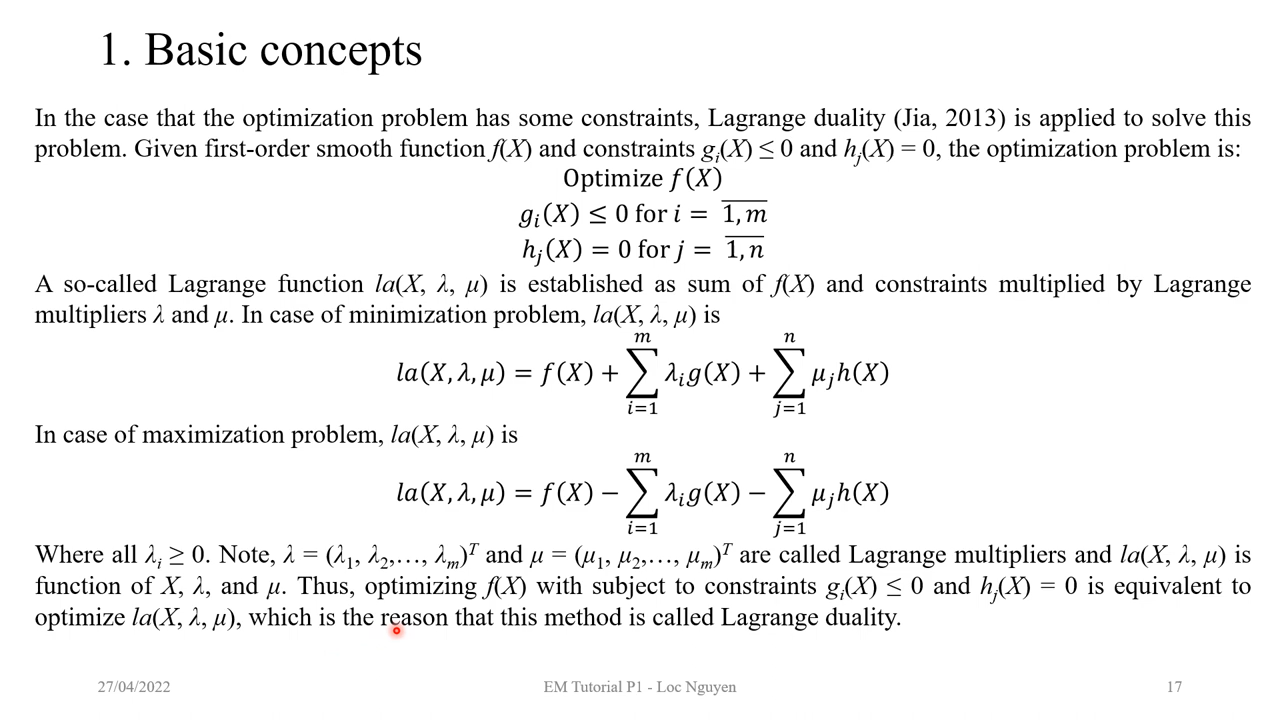 1. Basic concepts
In the case that the optimization problem has some constraints, Lagrange duality (Jia, 2013) is applied to solve this
problem. Given first-order smooth function f(X) and constraints gᵢ(X) ≤ 0 and hⱼ(X) = 0, the optimization problem is:
Optimize f(X)
gᵢ(X) ≤ 0 for i = \overline{1,m}
hⱼ(X) = 0 for j = \overline{1,n}
A so-called Lagrange function la(X, λ, μ) is established as sum of f(X) and constraints multiplied by Lagrange
multipliers λ and μ. In case of minimization problem, la(X, λ, μ) is
la(X, λ, μ) = f(X) + \sum_{i=1}^{m} λᵢg(X) + \sum_{j=1}^{n} μⱼh(X)
In case of maximization problem, la(X, λ, μ) is
la(X, λ, μ) = f(X) − \sum_{i=1}^{m} λᵢg(X) − \sum_{j=1}^{n} μⱼh(X)
Where all λᵢ ≥ 0. Note, λ = (λ₁, λ₂,…, λₘ)ᵀ and μ = (μ₁, μ₂,…, μₘ)ᵀ are called Lagrange multipliers and la(X, λ, μ) is
function of X, λ, and μ. Thus, optimizing f(X) with subject to constraints gᵢ(X) ≤ 0 and hⱼ(X) = 0 is equivalent to
optimize la(X, λ, μ), which is the reason that this method is called Lagrange duality.
27/04/2022
EM Tutorial P1 - Loc Nguyen
17